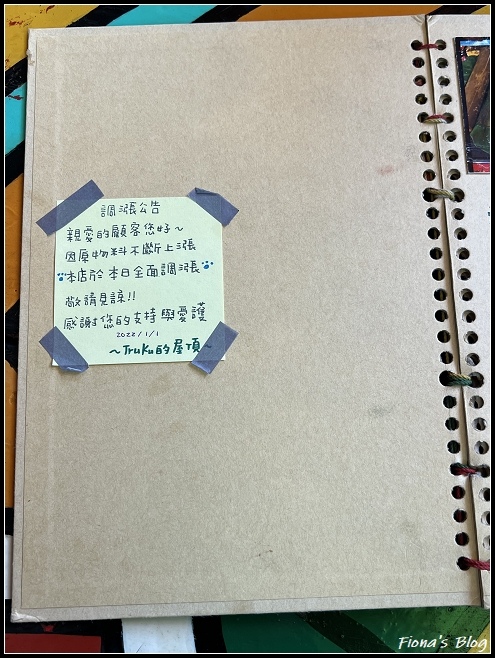 調漲公告
親愛的顧客您好~
因原物料不斷上漲
本店於本日全面調漲
敬請見諒!!
感謝您的支持與愛護
2022/1/1
~Truku的屋頂~
Fiona's Blog